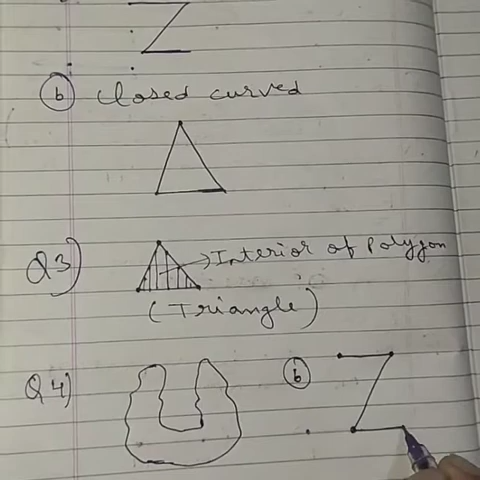 (b) Closed curved
Q3) Interior of Polygon
(Triangle)
Q4) (b)